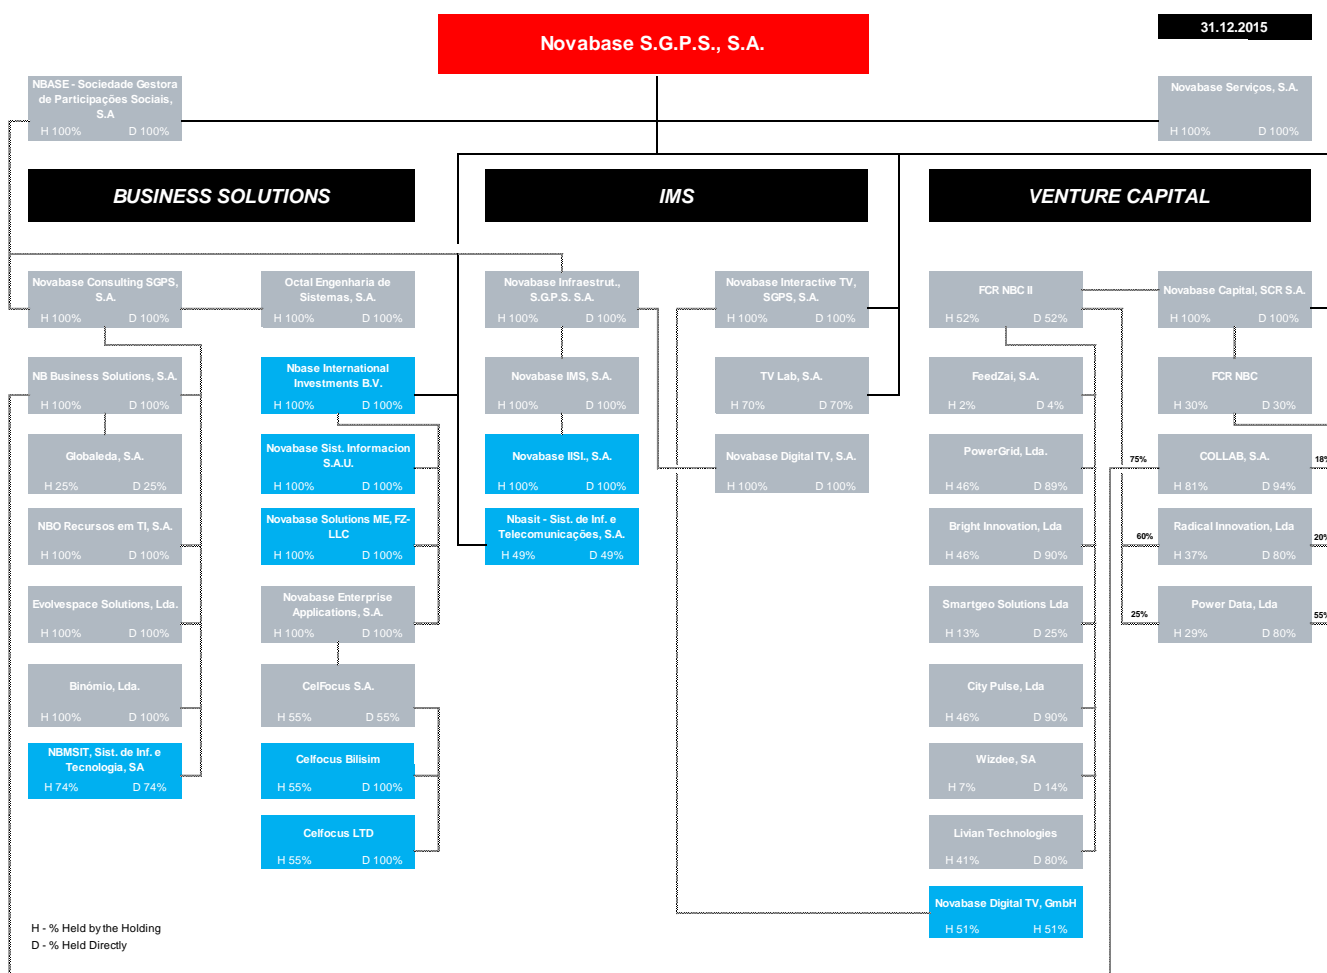 Novabase S.G.P.S., S.A.
31.12.2015
NBASE - Sociedade Gestora
de Participações Sociais,
S.A
H 100% D 100%
Novabase Serviços, S.A.
H 100% D 100%
BUSINESS SOLUTIONS
IMS
VENTURE CAPITAL
Novabase Consulting SGPS,
S.A.
H 100% D 100%
Octal Engenharia de
Sistemas, S.A.
H 100% D 100%
Novabase Infraestrut.,
S.G.P.S. S.A.
H 100% D 100%
Novabase Interactive TV,
SGPS, S.A.
H 100% D 100%
FCR NBC II
H 52% D 52%
Novabase Capital, SCR S.A.
H 100% D 100%
NB Business Solutions, S.A.
H 100% D 100%
Nbase International
Investments B.V.
H 100% D 100%
Novabase IMS, S.A.
H 100% D 100%
TV Lab, S.A.
H 70% D 70%
FeedZai, S.A.
H 2% D 4%
FCR NBC
H 30% D 30%
Globaleda, S.A.
H 25% D 25%
Novabase Sist. Informacion
S.A.U.
H 100% D 100%
Novabase IISI., S.A.
H 100% D 100%
Novabase Digital TV, S.A.
H 100% D 100%
PowerGrid, Lda.
H 46% D 89%
75%
COLLAB, S.A.
H 81% D 94%
18%
NBO Recursos em TI, S.A.
H 100% D 100%
Novabase Solutions ME, FZ-
LLC
H 100% D 100%
Nbasit - Sist. de Inf. e
Telecomunicações, S.A.
H 49% D 49%
Bright Innovation, Lda
H 46% D 90%
60%
Radical Innovation, Lda
H 37% D 80%
20%
Evolvespace Solutions, Lda.
H 100% D 100%
Novabase Enterprise
Applications, S.A.
H 100% D 100%
Smartgeo Solutions Lda
H 13% D 25%
25%
Power Data, Lda
H 29% D 80%
55%
Binómio, Lda.
H 100% D 100%
CelFocus S.A.
H 55% D 55%
City Pulse, Lda
H 46% D 90%
NBMSIT, Sist. de Inf. e
Tecnologia, SA
H 74% D 74%
Celfocus Bilisim
H 55% D 100%
Wizdee, SA
H 7% D 14%
Celfocus LTD
H 55% D 100%
Livian Technologies
H 41% D 80%
Novabase Digital TV, GmbH
H 51% H 51%
H - % Held by the Holding
D - % Held Directly